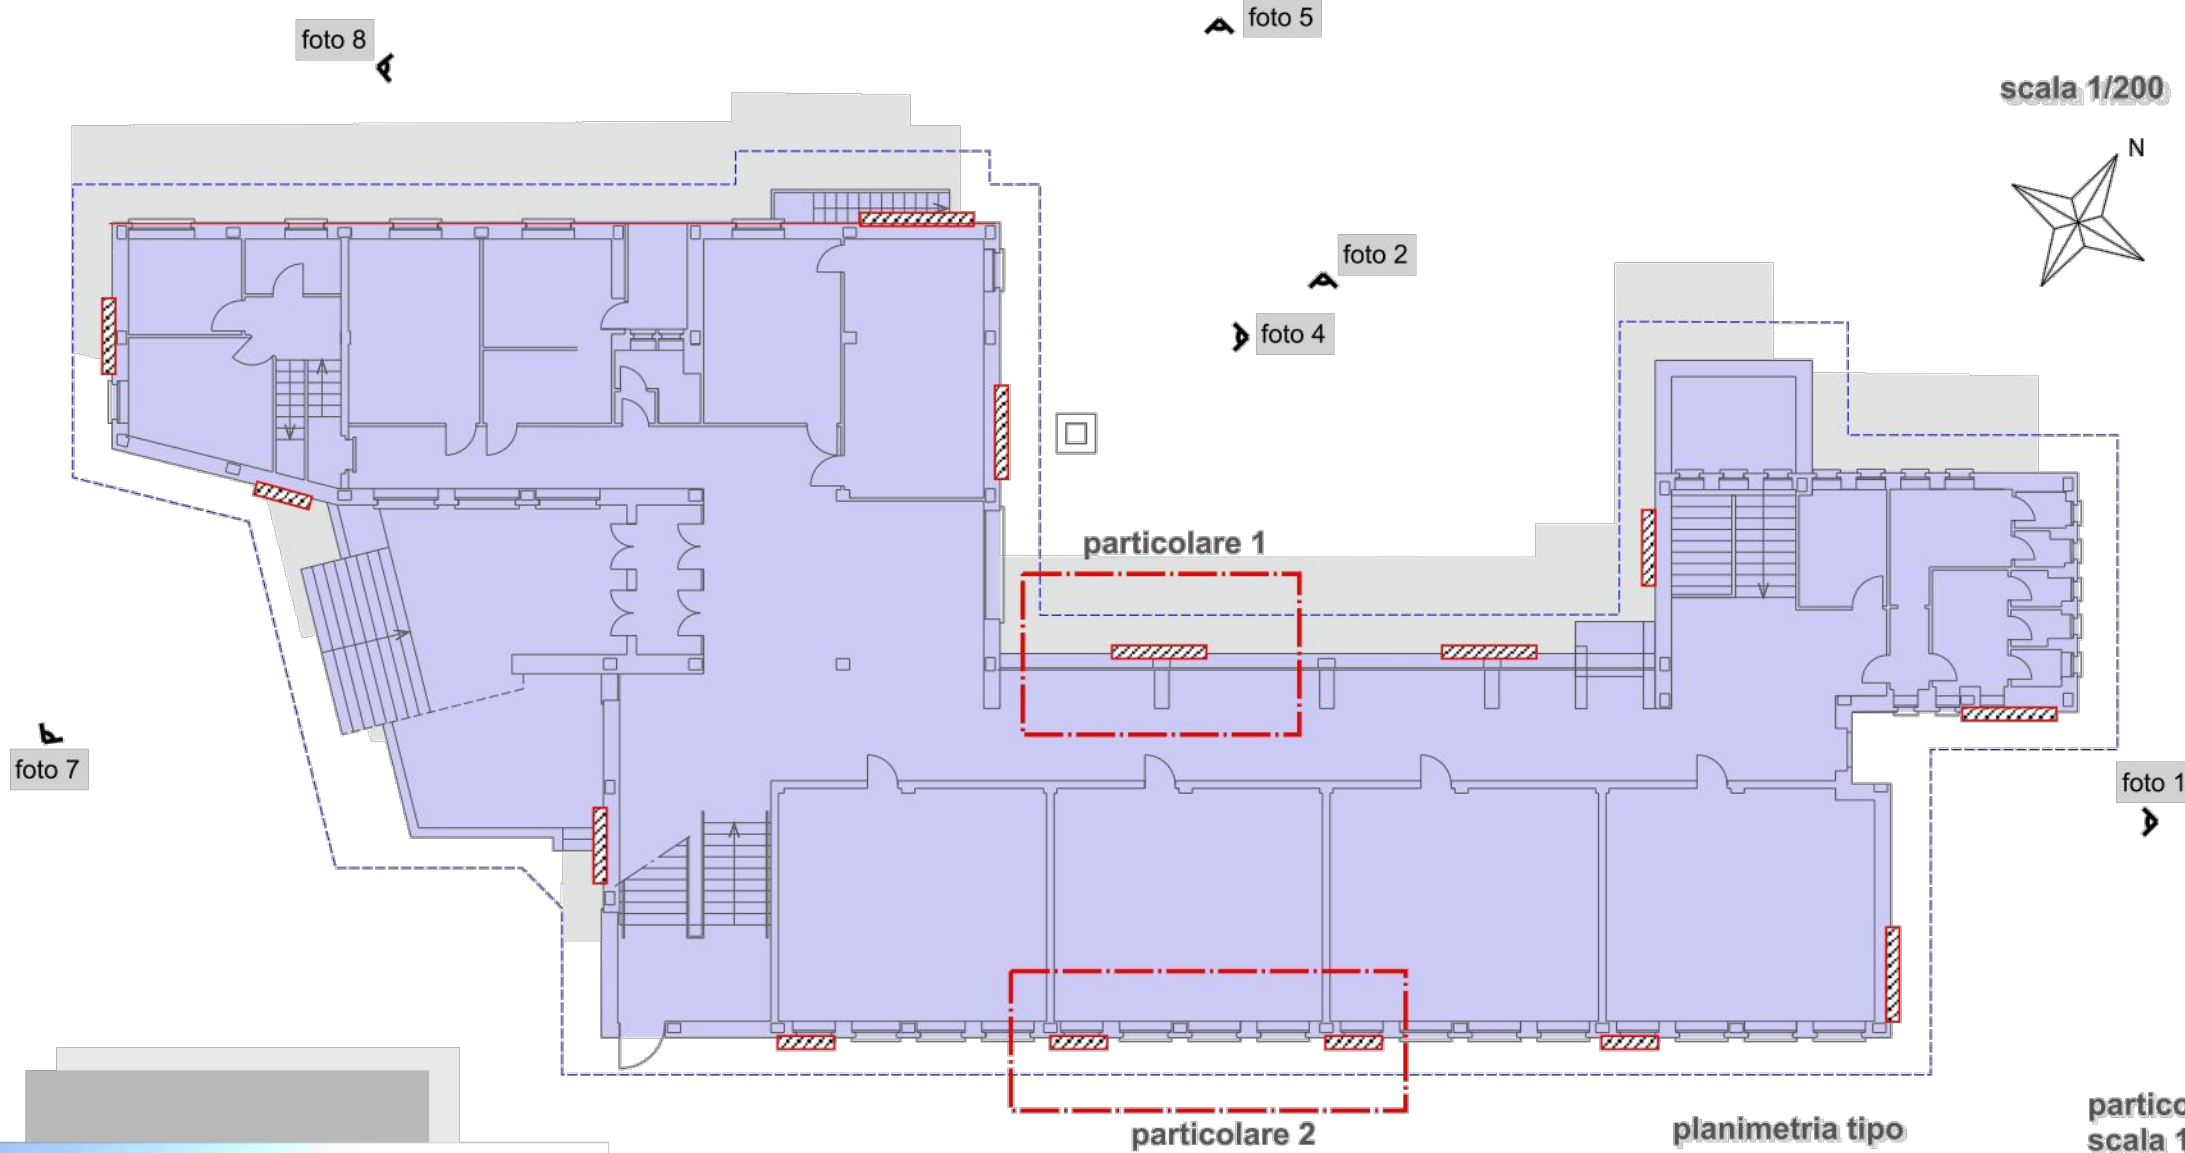 foto 5
foto 8
scala 1/200
N
foto 2
foto 4
particolare 1
foto 7
foto 1
particolare 2
planimetria tipo
scala 1